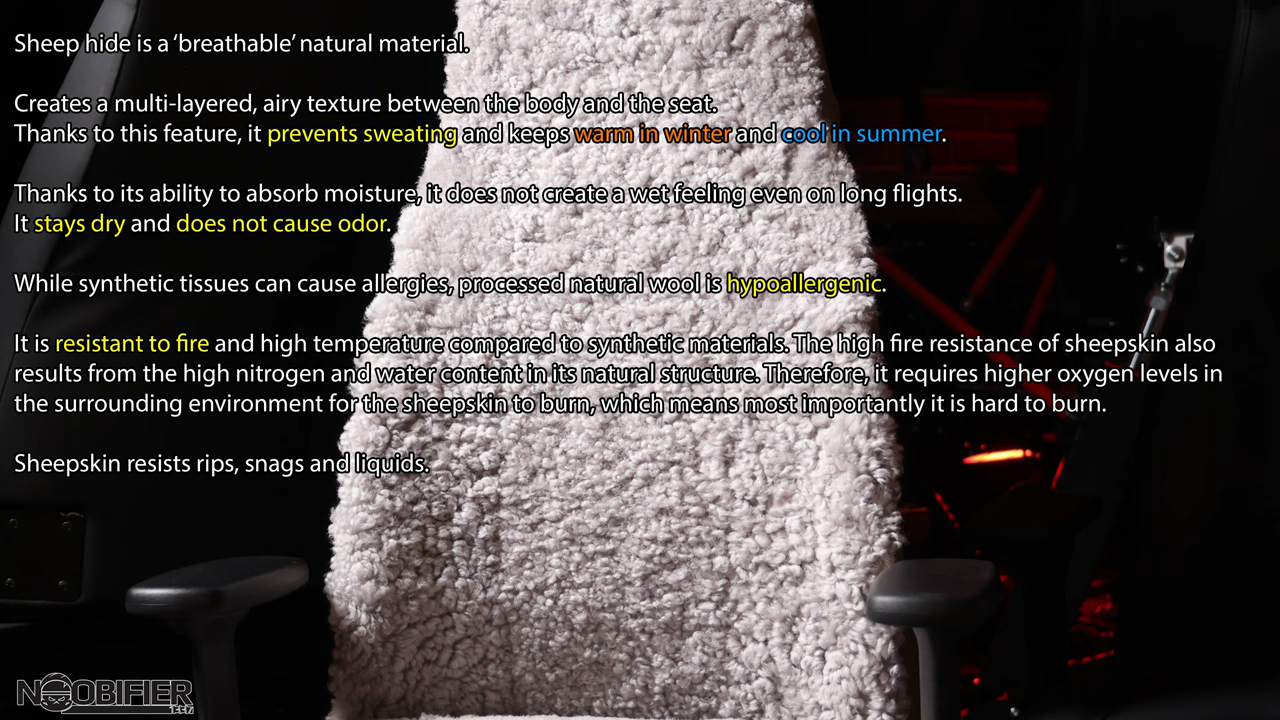 Sheep hide is a ‘breathable’ natural material.
Creates a multi-layered, airy texture between the body and the seat.
Thanks to this feature, it prevents sweating and keeps warm in winter and cool in summer.
Thanks to its ability to absorb moisture, it does not create a wet feeling even on long flights.
It stays dry and does not cause odor.
While synthetic tissues can cause allergies, processed natural wool is hypoallergenic.
It is resistant to fire and high temperature compared to synthetic materials. The high fire resistance of sheepskin also
results from the high nitrogen and water content in its natural structure. Therefore, it requires higher oxygen levels in
the surrounding environment for the sheepskin to burn, which means most importantly it is hard to burn.
Sheepskin resists rips, snags and liquids.
NOOBIFIER
TECH